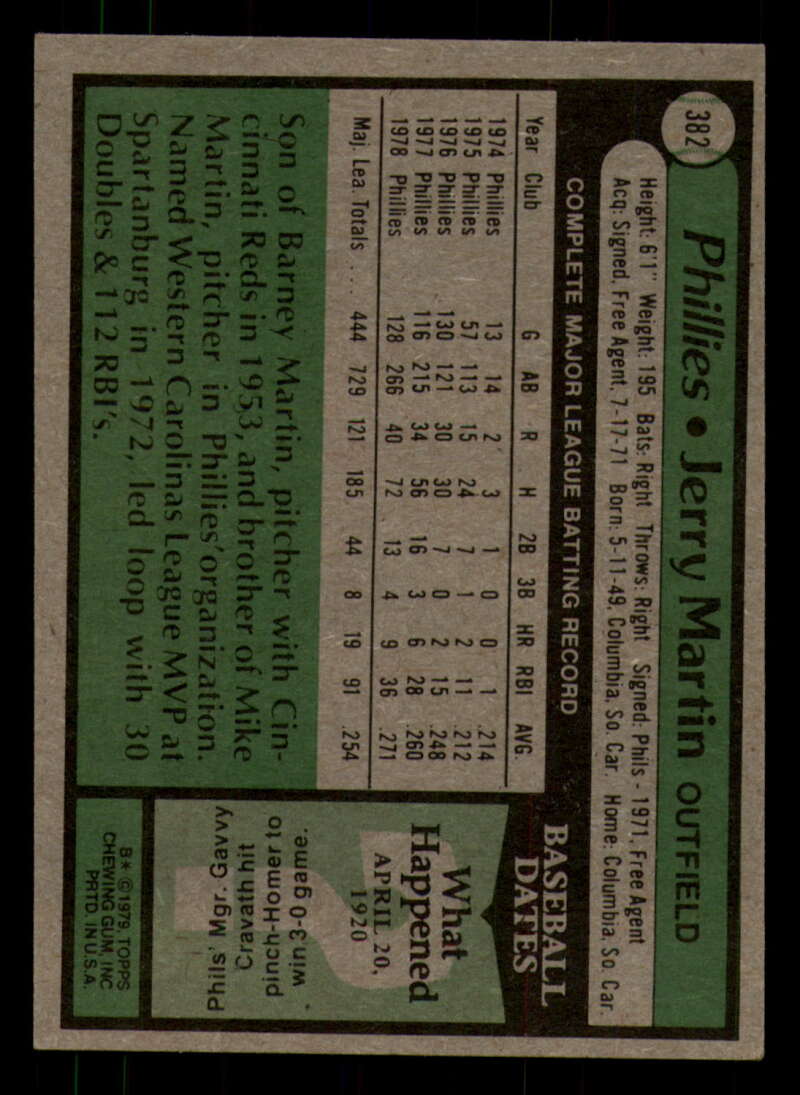 382
Phillies • Jerry Martin OUTFIELD
Height: 6'1" Weight: 195 Bats: Right Throws: Right Signed: Phils - 1971, Free Agent
Acq: Signed, Free Agent, 7-17-71 Born: 5-11-49, Columbia, So. Car. Home: Columbia, So. Car.
COMPLETE MAJOR LEAGUE BATTING RECORD
Year Club G AB R H 2B 3B HR RBI AVG.
1974 Phillies 13 14 2 3 1 0 0 1 .214
1975 Phillies 57 113 15 24 7 1 2 11 .212
1976 Phillies 130 121 30 30 7 0 2 15 .248
1977 Phillies 116 215 34 56 16 3 6 28 .260
1978 Phillies 128 266 40 72 13 4 9 36 .271
Maj. Lea. Totals .... 444 729 121 185 44 8 19 91 .254
Son of Barney Martin, pitcher with Cin-
cinnati Reds in 1953, and brother of Mike
Martin, pitcher in Phillies' organization.
Named Western Carolinas League MVP at
Spartanburg in 1972, led loop with 30
Doubles & 112 RBI's.
BASEBALL
DATES
What
Happened
APRIL 20,
1920
Phils' Mgr. Gavvy
Cravath hit
pinch-Homer to
win 3-0 game.
B* © 1979, TOPPS
CHEWING GUM, INC
PRTD. IN U.S.A.